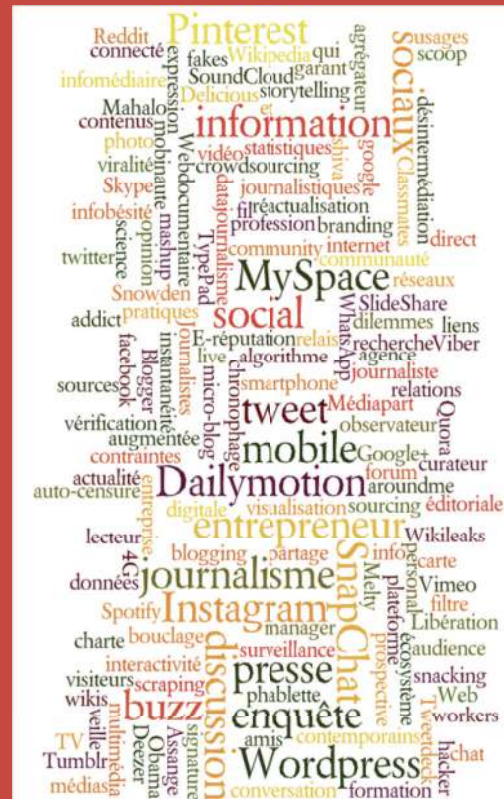 Reddit Pinterest qui agrégateur sociaux usages
connecté expression fakes Wikipedia garant scoop
infomédiaire SoundCloud
Delicious et storytelling
Mahalo information désintermédiation
contenus mobinaute Webdocumentaire
photo vidéo statistiques shiva google Classmates
viralité crowdsourcing
Skype datajournalisme journalistiques
infobésité fil réactualisation
mashup profession branding
twitter science opinion TypePad community internet direct
communauté
MySpace réseaux
Snowden SlideShare
pratiques social WhatsApp dilemmes liens
addict Journalistes E-réputation relais recherche Viber
facebook Blogger instantanéité live algorithme agence
micro-blog chronophage smartphone journaliste
sources tweet Médiapart relations
vérification observateur Quora
augmentée mobile Google+
contraintes forum curateur
actualité Dailymotion aroundme
auto-censure entreprise digitale visualisation sourcing éditoriale
lecteur entrepreneur Wikileaks
4G blogging partage SnapChat info personal carte
données journalisme Melty plateforme Vimeo
Spotify Instagram filtre
Libération
charte bouclage discussion manager prospective écosystème audience
interactivité surveillance
visiteurs scraping presse snacking
wikis buzz phablette Web
veille multimédia enquête Tweetdeck workers
TV Deezer Obama Assange signature amis contemporains hacker
Tumblr Wordpress chat
médias conversation formation